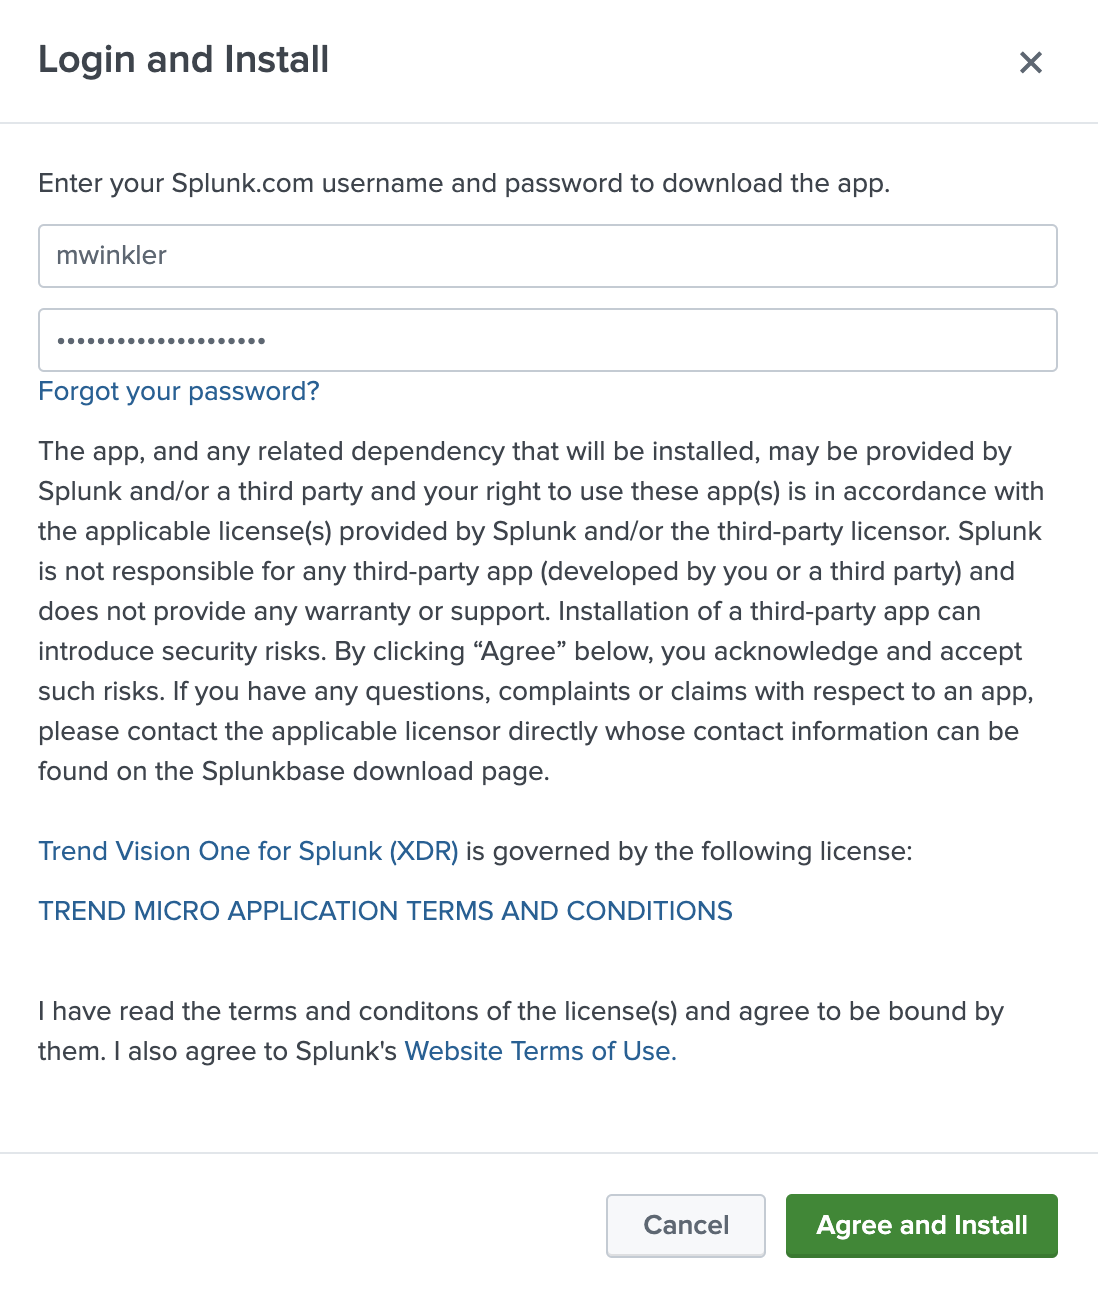 Login and Install
Enter your Splunk.com username and password to download the app.
mwinkler
•••••••••••••••••••••
Forgot your password?
The app, and any related dependency that will be installed, may be provided by
Splunk and/or a third party and your right to use these app(s) is in accordance with
the applicable license(s) provided by Splunk and/or the third-party licensor. Splunk
is not responsible for any third-party app (developed by you or a third party) and
does not provide any warranty or support. Installation of a third-party app can
introduce security risks. By clicking “Agree” below, you acknowledge and accept
such risks. If you have any questions, complaints or claims with respect to an app,
please contact the applicable licensor directly whose contact information can be
found on the Splunkbase download page.
Trend Vision One for Splunk (XDR) is governed by the following license:
TREND MICRO APPLICATION TERMS AND CONDITIONS
I have read the terms and conditons of the license(s) and agree to be bound by
them. I also agree to Splunk's Website Terms of Use.
Cancel
Agree and Install